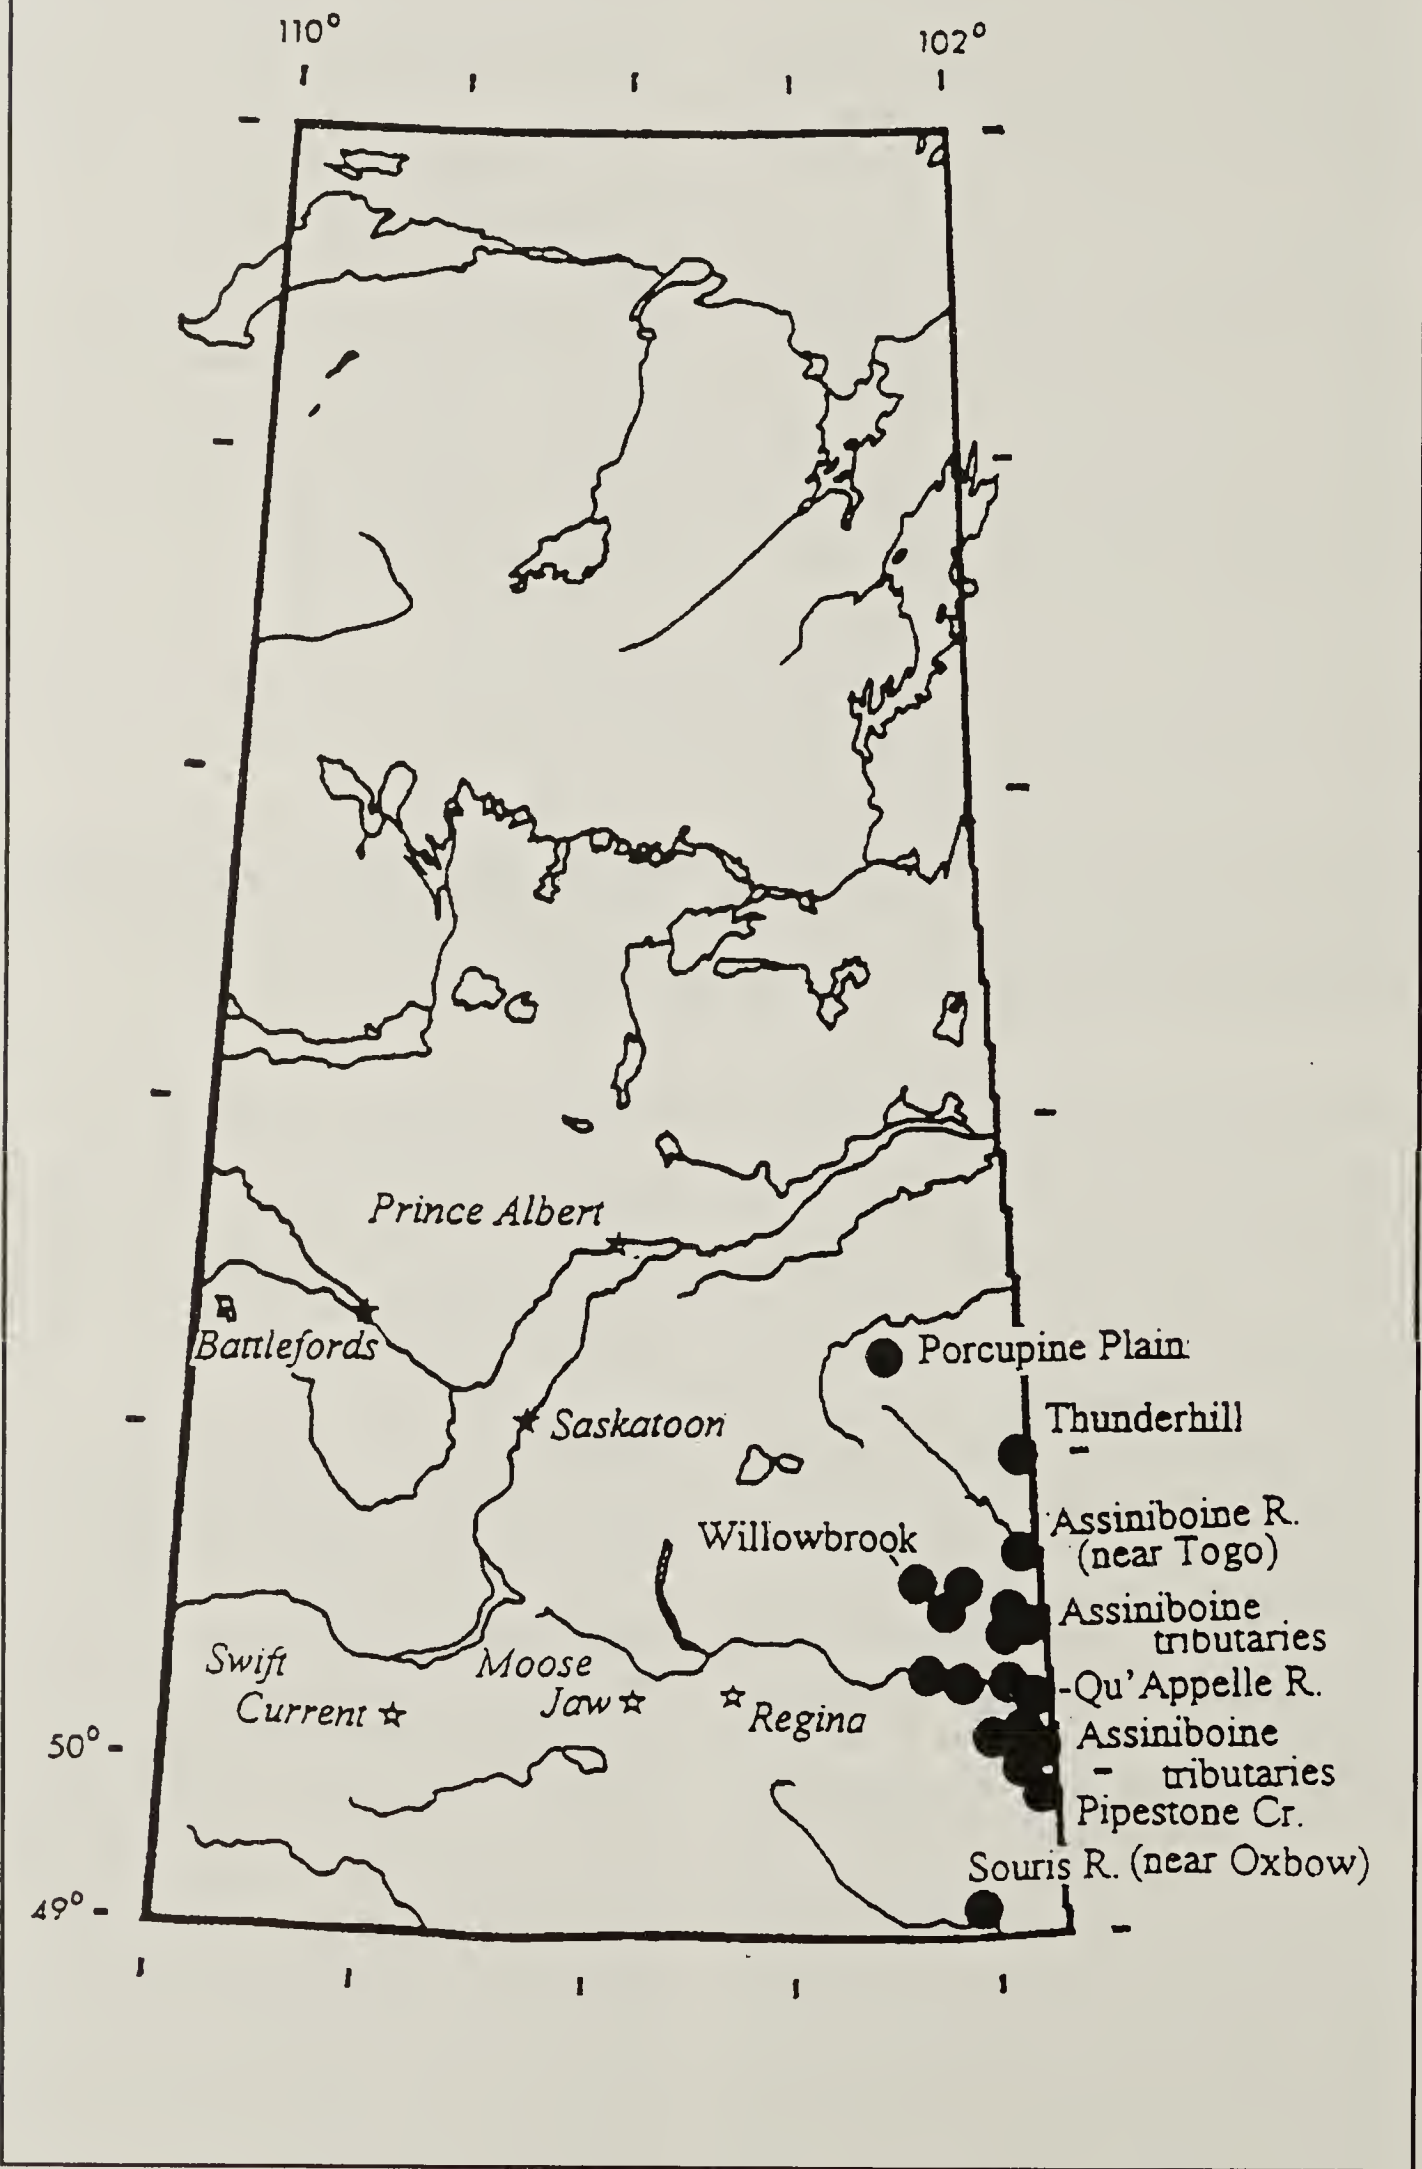 110°
102°
Prince Albert
Battlefords
Porcupine Plain
Saskatoon
Thunderhill
Willowbrook
Assiniboine R.
(near Togo)
Assiniboine
tributaries
Swift
Current
Moose
Jaw
Regina
-Qu'Appelle R.
50°
Assiniboine
tributaries
Pipestone Cr.
Souris R. (near Oxbow)
49°